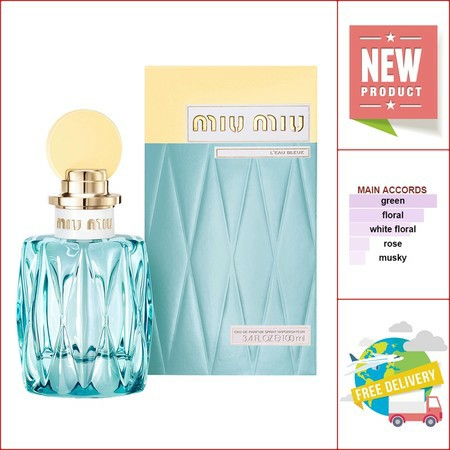 miu miu
L'EAU BLEUE
miu miu
EAU DE PARFUM SPRAY VAPORISATEUR
3.4 FL.OZ℮100 ml
NEW
PRODUCT
MAIN ACCORDS
green
floral
white floral
rose
musky
FREE DELIVERY